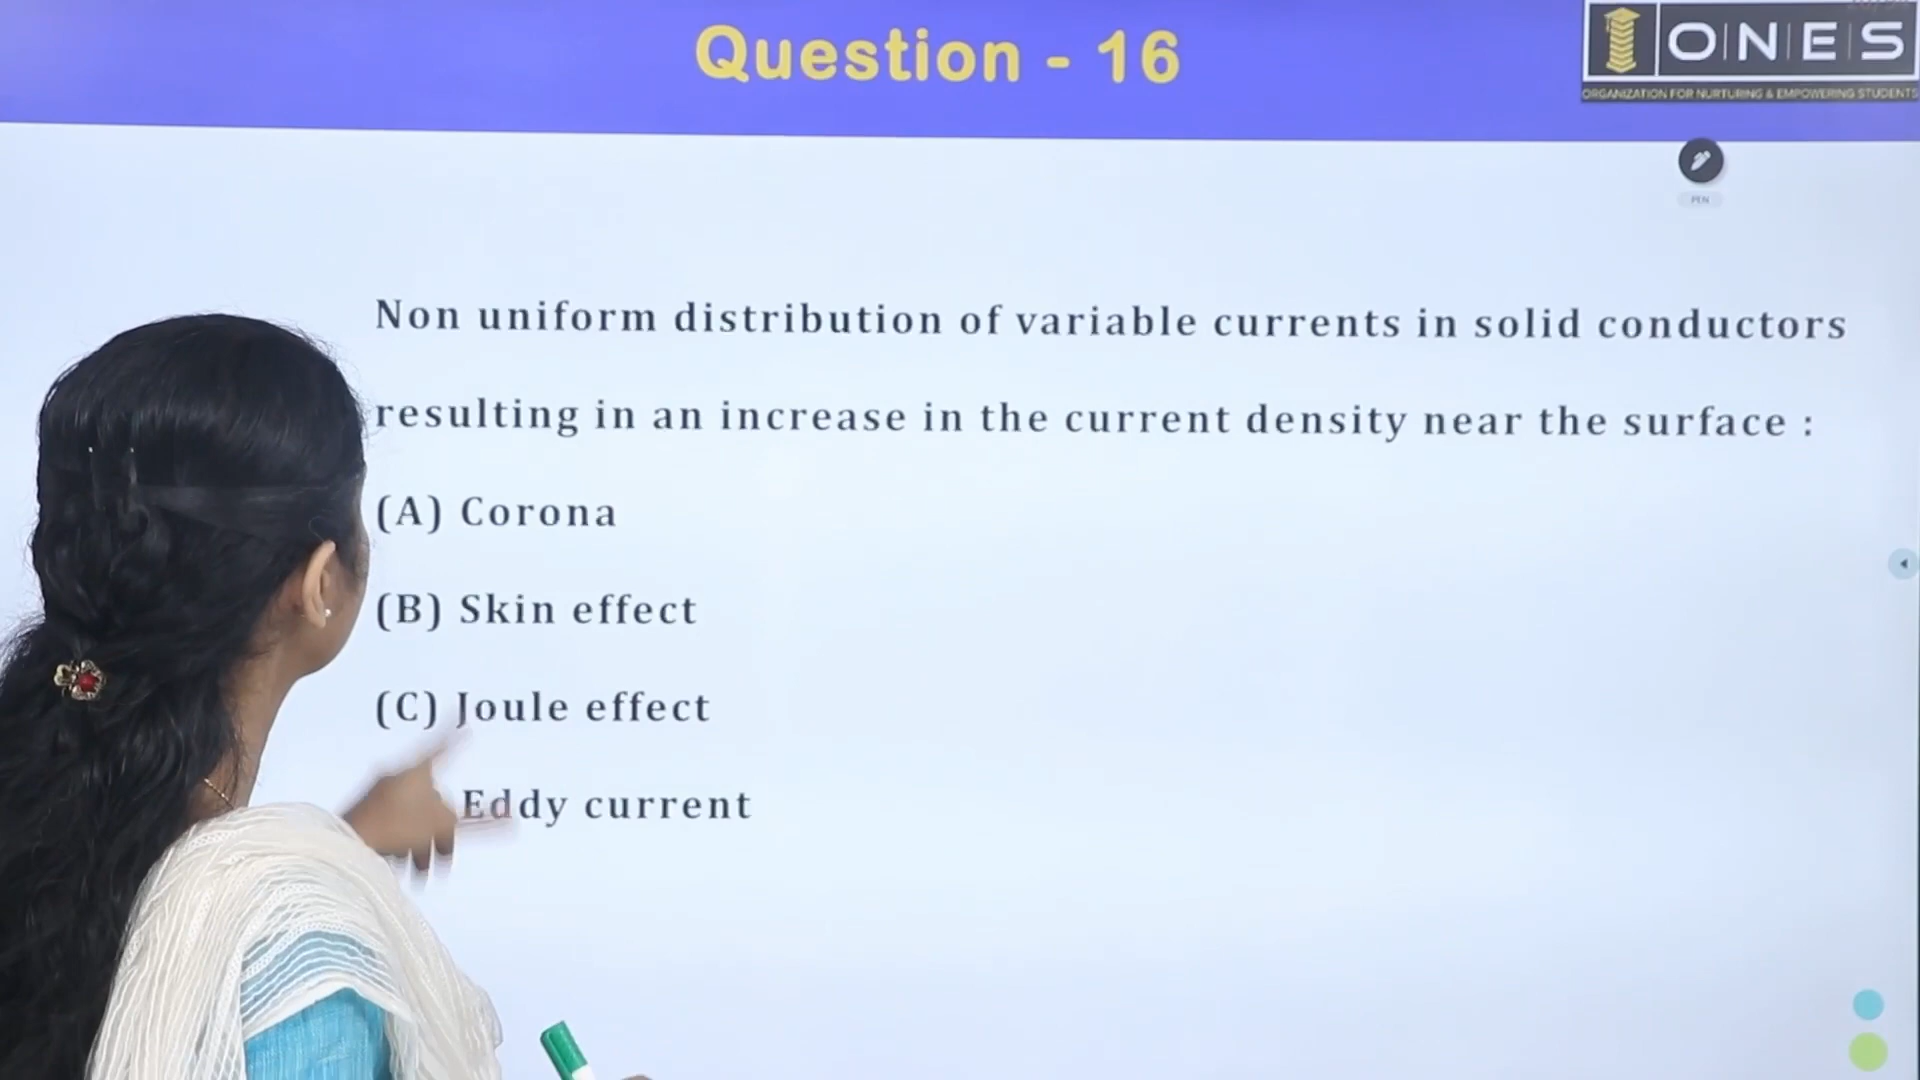 Question - 16
O|N|E|S
ORGANIZATION FOR NURTURING & EMPOWERING STUDENTS
PEN
Non uniform distribution of variable currents in solid conductors
resulting in an increase in the current density near the surface :
(A) Corona
(B) Skin effect
(C) Joule effect
Eddy current